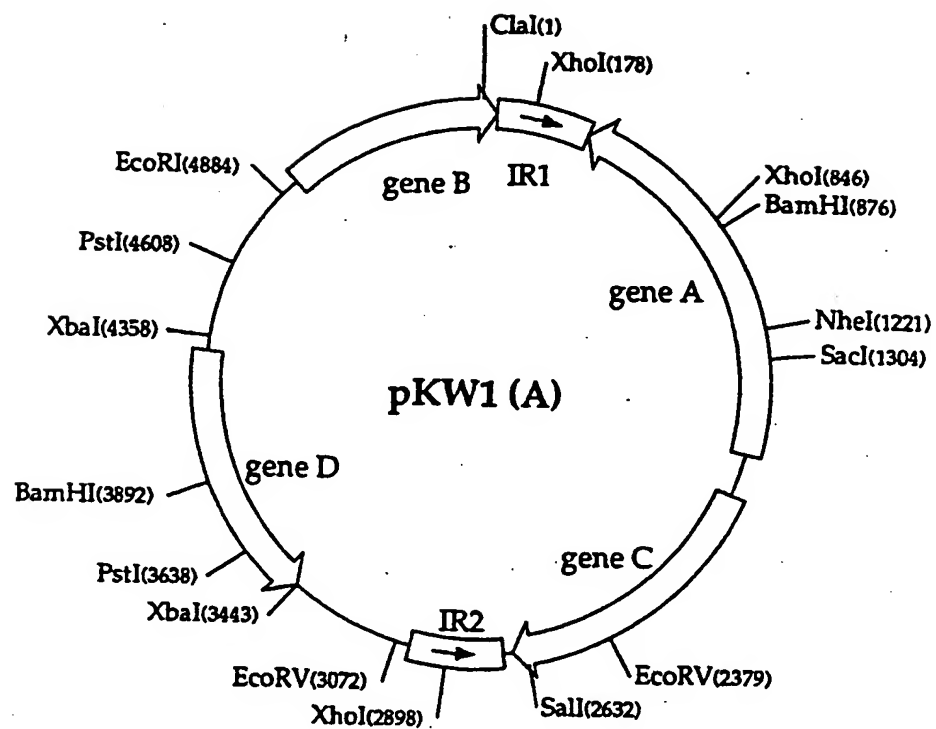 ClaI(1)
XhoI(178)
EcoRI(4884)
gene B
IR1
XhoI(846)
BamHI(876)
PstI(4608)
gene A
XbaI(4358)
NheI(1221)
SacI(1304)
pKW1 (A)
gene D
BamHI(3892)
gene C
PstI(3638)
XbaI(3443)
IR2
EcoRV(3072)
EcoRV(2379)
XhoI(2898)
SalI(2632)